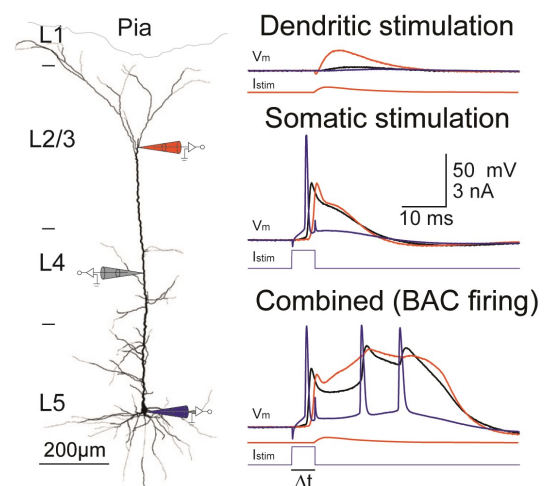 L1
Pia
L2/3
L4
L5
200µm
Dendritic stimulation
Vm
Istim
Somatic stimulation
50 mV
3 nA
10 ms
Vm
Istim
Combined (BAC firing)
Vm
Istim
Δt